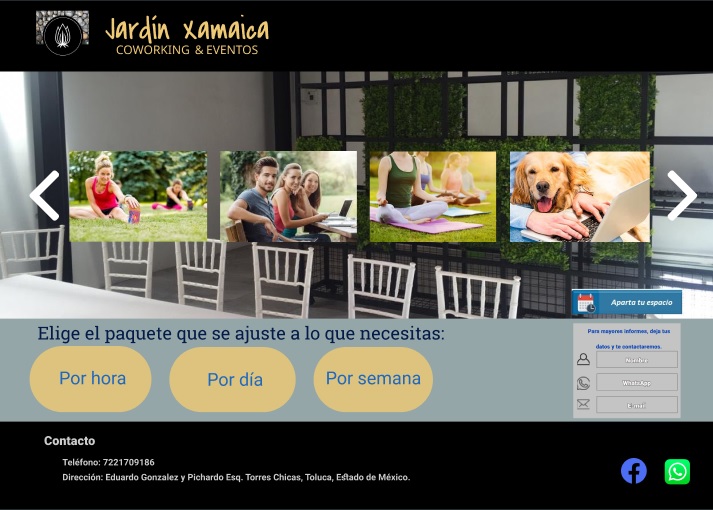 Jardín Xamaica
COWORKING & EVENTOS
Aparta tu espacio
Elige el paquete que se ajuste a lo que necesitas:
Por hora
Por día
Por semana
Para mayores informes, deja tus
datos y te contactaremos.
Nombre
WhatsApp
E-mail
Contacto
Teléfono: 7221709186
Dirección: Eduardo Gonzalez y Pichardo Esq. Torres Chicas, Toluca, Estado de México.